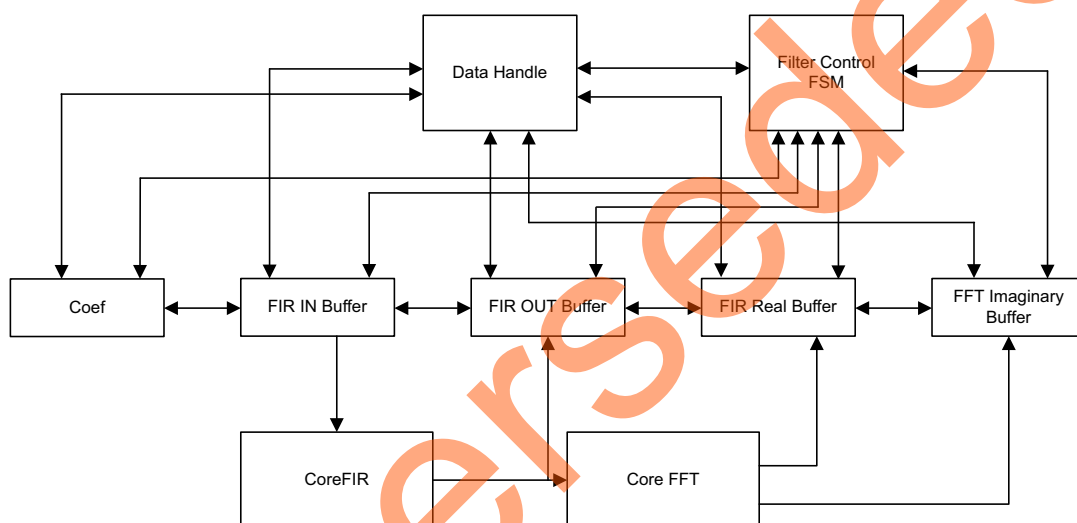 Data Handle
Filter Control
FSM
Coef
FIR IN Buffer
FIR OUT Buffer
FIR Real Buffer
FFT Imaginary
Buffer
CoreFIR
Core FFT